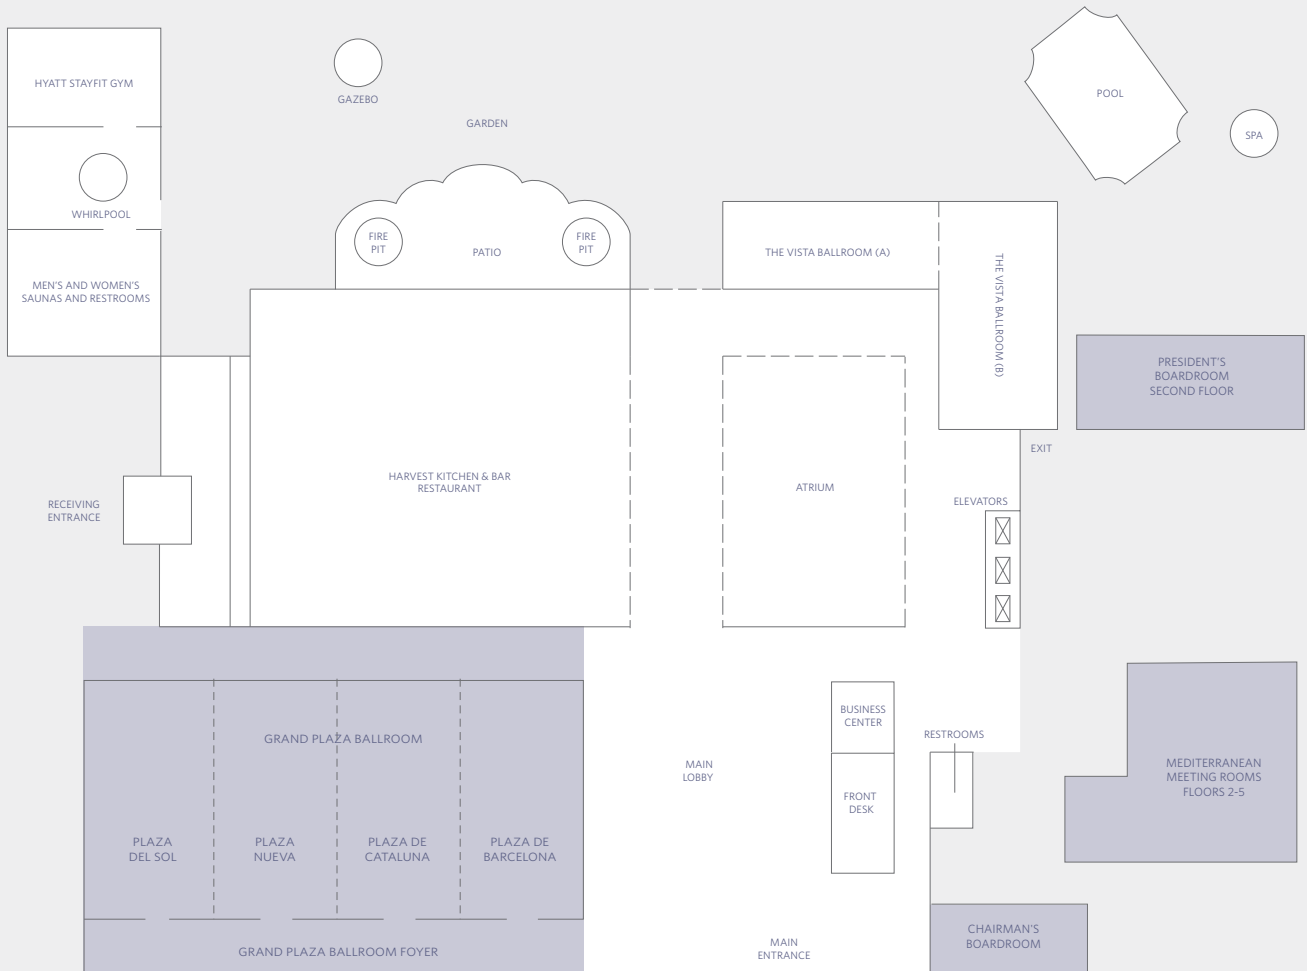 HYATT STAYFIT GYM
GAZEBO
GARDEN
POOL
SPA
WHIRLPOOL
FIRE
PIT
PATIO
FIRE
PIT
THE VISTA BALLROOM (A)
THE VISTA BALLROOM (B)
MEN'S AND WOMEN'S
SAUNAS AND RESTROOMS
PRESIDENT'S
BOARDROOM
SECOND FLOOR
EXIT
HARVEST KITCHEN & BAR
RESTAURANT
ATRIUM
ELEVATORS
RECEIVING
ENTRANCE
BUSINESS
CENTER
RESTROOMS
GRAND PLAZA BALLROOM
MAIN
LOBBY
MEDITERRANEAN
MEETING ROOMS
FLOORS 2-5
FRONT
DESK
PLAZA
DEL SOL
PLAZA
NUEVA
PLAZA DE
CATALUNA
PLAZA DE
BARCELONA
CHAIRMAN'S
BOARDROOM
GRAND PLAZA BALLROOM FOYER
MAIN
ENTRANCE